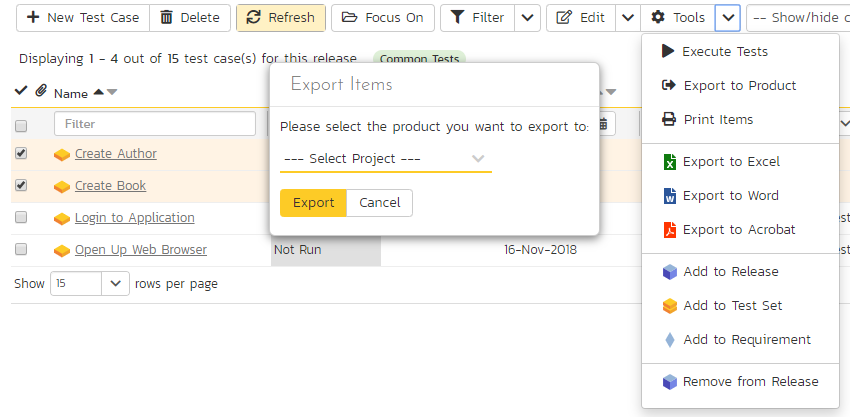 New Test Case Delete Refresh Focus On Filter Edit Tools -- Show/hide c
Displaying 1 - 4 out of 15 test case(s) for this release. Common Tests
Name
Filter
Create Author
Create Book
Login to Application
Open Up Web Browser Not Run 16-Nov-2018
Show 15 rows per page
Export Items
Please select the product you want to export to:
--- Select Project ---
Export Cancel
Execute Tests
Export to Product
Print Items
Export to Excel
Export to Word
Export to Acrobat
Add to Release
Add to Test Set
Add to Requirement
Remove from Release